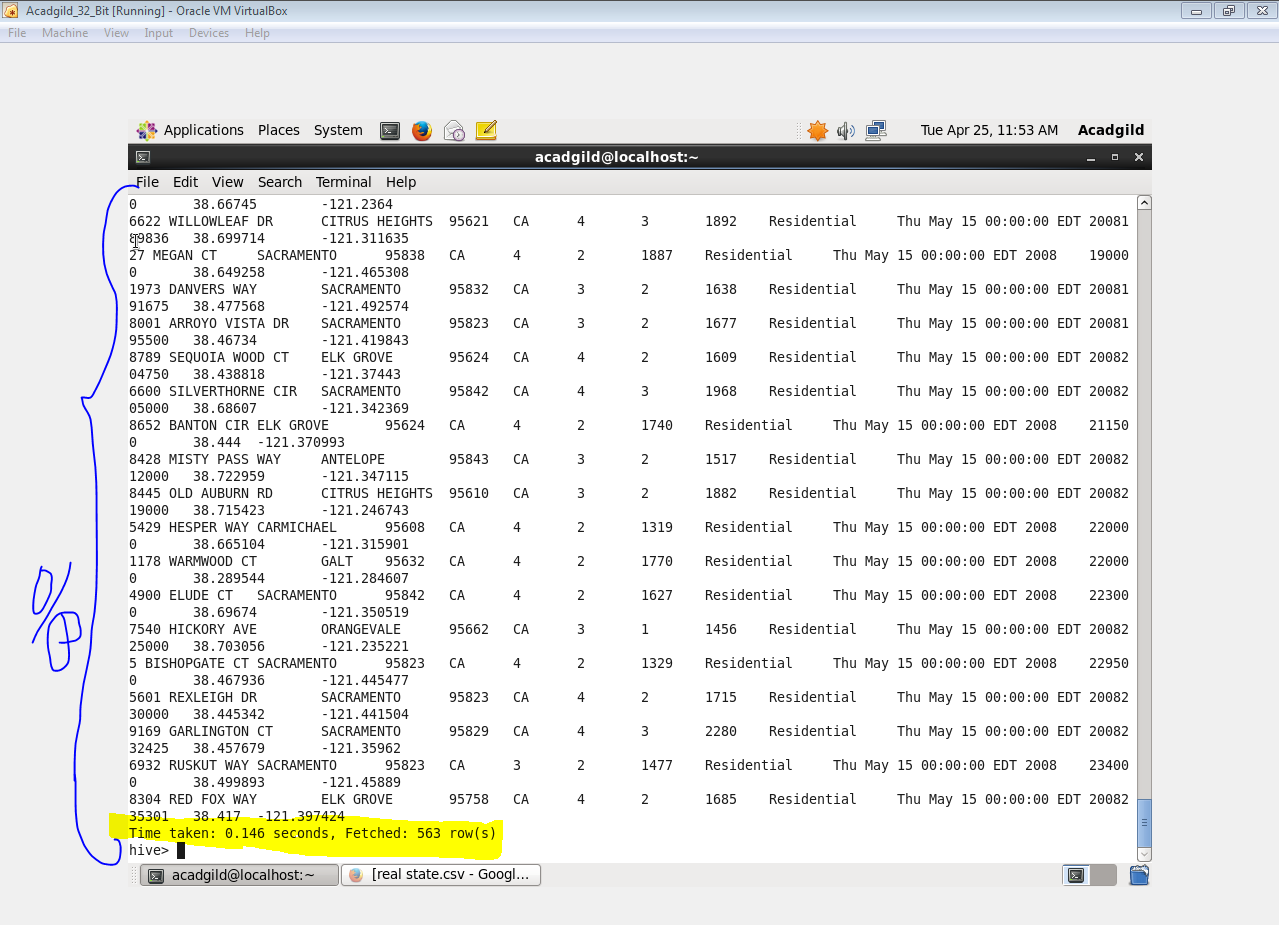 Acadgild_32_Bit [Running] - Oracle VM VirtualBox
File Machine View Input Devices Help
Applications Places System Tue Apr 25, 11:53 AM Acadgild
acadgild@localhost:~
File Edit View Search Terminal Help
0 38.66745 -121.2364
6622 WILLOWLEAF DR CITRUS HEIGHTS 95621 CA 4 3 1892 Residential Thu May 15 00:00:00 EDT 20081
89836 38.699714 -121.311635
27 MEGAN CT SACRAMENTO 95838 CA 4 2 1887 Residential Thu May 15 00:00:00 EDT 2008 19000
0 38.649258 -121.465308
1973 DANVERS WAY SACRAMENTO 95832 CA 3 2 1638 Residential Thu May 15 00:00:00 EDT 20081
91675 38.477568 -121.492574
8001 ARROYO VISTA DR SACRAMENTO 95823 CA 3 2 1677 Residential Thu May 15 00:00:00 EDT 20081
95500 38.46734 -121.419843
8789 SEQUOIA WOOD CT ELK GROVE 95624 CA 4 2 1609 Residential Thu May 15 00:00:00 EDT 20082
04750 38.438818 -121.37443
6600 SILVERTHORNE CIR SACRAMENTO 95842 CA 4 3 1968 Residential Thu May 15 00:00:00 EDT 20082
05000 38.68607 -121.342369
8652 BANTON CIR ELK GROVE 95624 CA 4 2 1740 Residential Thu May 15 00:00:00 EDT 2008 21150
0 38.444 -121.370993
8428 MISTY PASS WAY ANTELOPE 95843 CA 3 2 1517 Residential Thu May 15 00:00:00 EDT 20082
12000 38.722959 -121.347115
8445 OLD AUBURN RD CITRUS HEIGHTS 95610 CA 3 2 1882 Residential Thu May 15 00:00:00 EDT 20082
19000 38.715423 -121.246743
5429 HESPER WAY CARMICHAEL 95608 CA 4 2 1319 Residential Thu May 15 00:00:00 EDT 2008 22000
0 38.665104 -121.315901
1178 WARMWOOD CT GALT 95632 CA 4 2 1770 Residential Thu May 15 00:00:00 EDT 2008 22000
0 38.289544 -121.284607
4900 ELUDE CT SACRAMENTO 95842 CA 4 2 1627 Residential Thu May 15 00:00:00 EDT 2008 22300
0 38.69674 -121.350519
7540 HICKORY AVE ORANGEVALE 95662 CA 3 1 1456 Residential Thu May 15 00:00:00 EDT 20082
25000 38.703056 -121.235221
5 BISHOPGATE CT SACRAMENTO 95823 CA 4 2 1329 Residential Thu May 15 00:00:00 EDT 2008 22950
0 38.467936 -121.445477
5601 REXLEIGH DR SACRAMENTO 95823 CA 4 2 1715 Residential Thu May 15 00:00:00 EDT 20082
30000 38.445342 -121.441504
9169 GARLINGTON CT SACRAMENTO 95829 CA 4 3 2280 Residential Thu May 15 00:00:00 EDT 20082
32425 38.457679 -121.35962
6932 RUSKUT WAY SACRAMENTO 95823 CA 3 2 1477 Residential Thu May 15 00:00:00 EDT 2008 23400
0 38.499893 -121.45889
8304 RED FOX WAY ELK GROVE 95758 CA 4 2 1685 Residential Thu May 15 00:00:00 EDT 20082
35301 38.417 -121.397424
Time taken: 0.146 seconds, Fetched: 563 row(s)
hive>
O/P
acadgild@localhost:~ [real state.csv - Googl...